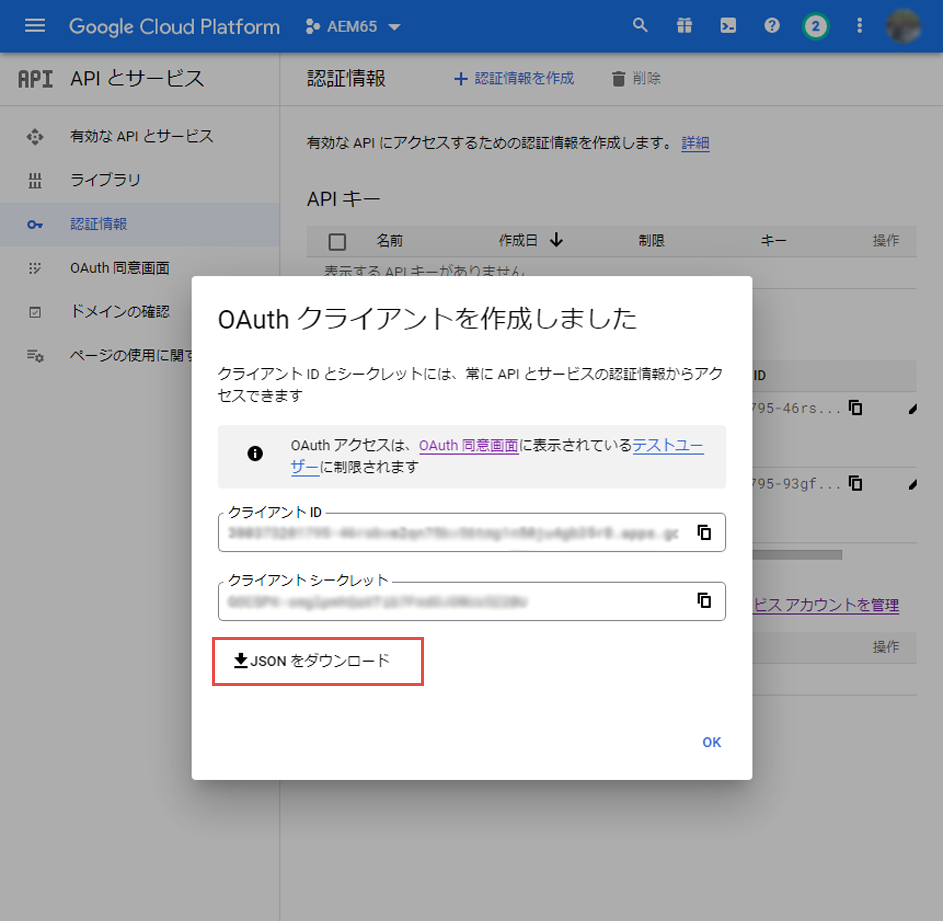 Google Cloud Platform
AEM65
2
API
API とサービス
認証情報
認証情報を作成
削除
有効な API とサービス
ライブラリ
認証情報
OAuth 同意画面
ドメインの確認
ページの使用に関す
有効な API にアクセスするための認証情報を作成します。 詳細
API キー
名前 作成日 制限 キー 操作
表示する API キーがありません
OAuth クライアントを作成しました
クライアント ID とシークレットには、常に API とサービスの認証情報からアク
セスできます
OAuth アクセスは、OAuth 同意画面に表示されているテストユー
ザーに制限されます
クライアント ID
クライアント シークレット
JSON をダウンロード
OK
ID
795-46rs...
795-93gf...
ビス アカウントを管理
操作